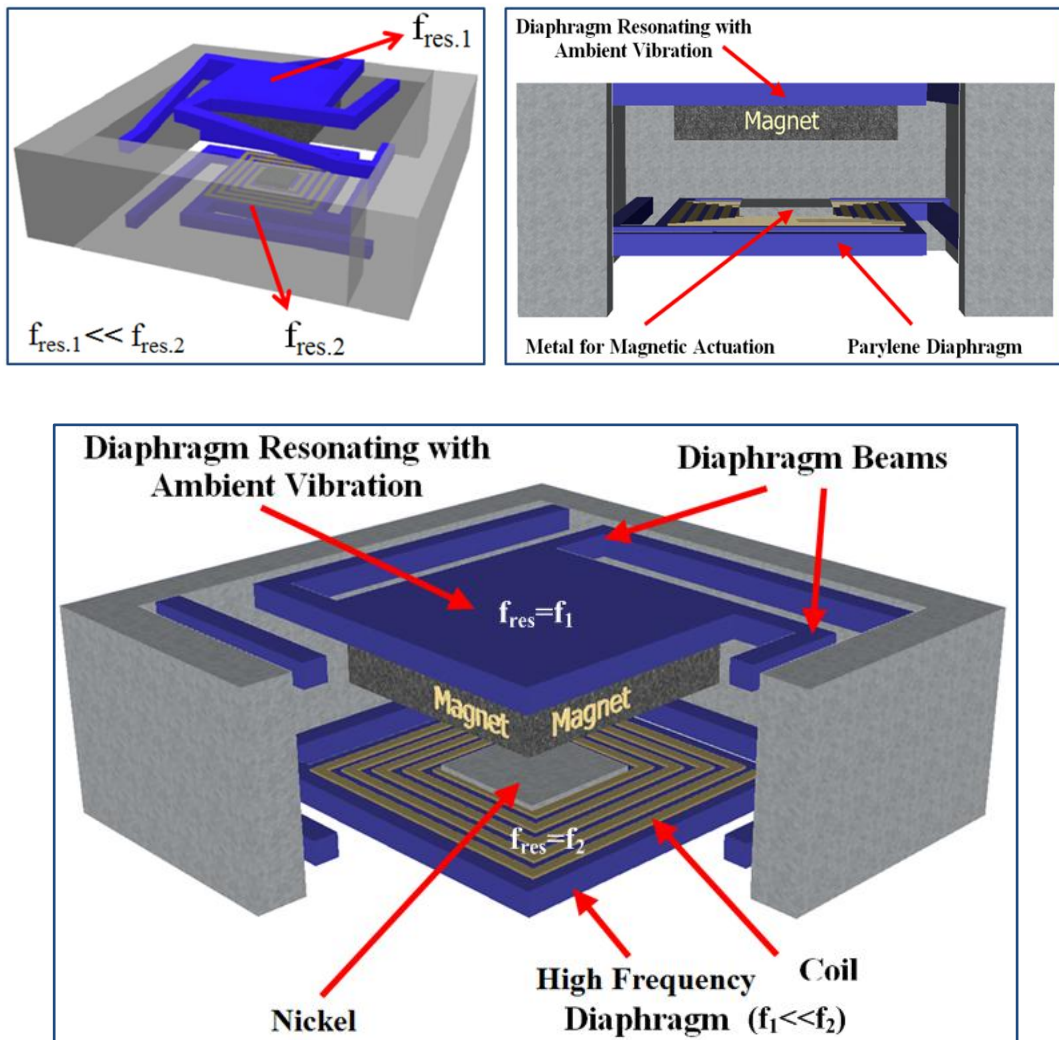 f_res.1
f_res.1 << f_res.2
f_res.2
Diaphragm Resonating with
Ambient Vibration
Magnet
Metal for Magnetic Actuation
Parylene Diaphragm
Diaphragm Resonating with
Ambient Vibration
Diaphragm Beams
f_res=f_1
Magnet
Magnet
f_res=f_2
Nickel
High Frequency
Diaphragm (f_1<<f_2)
Coil